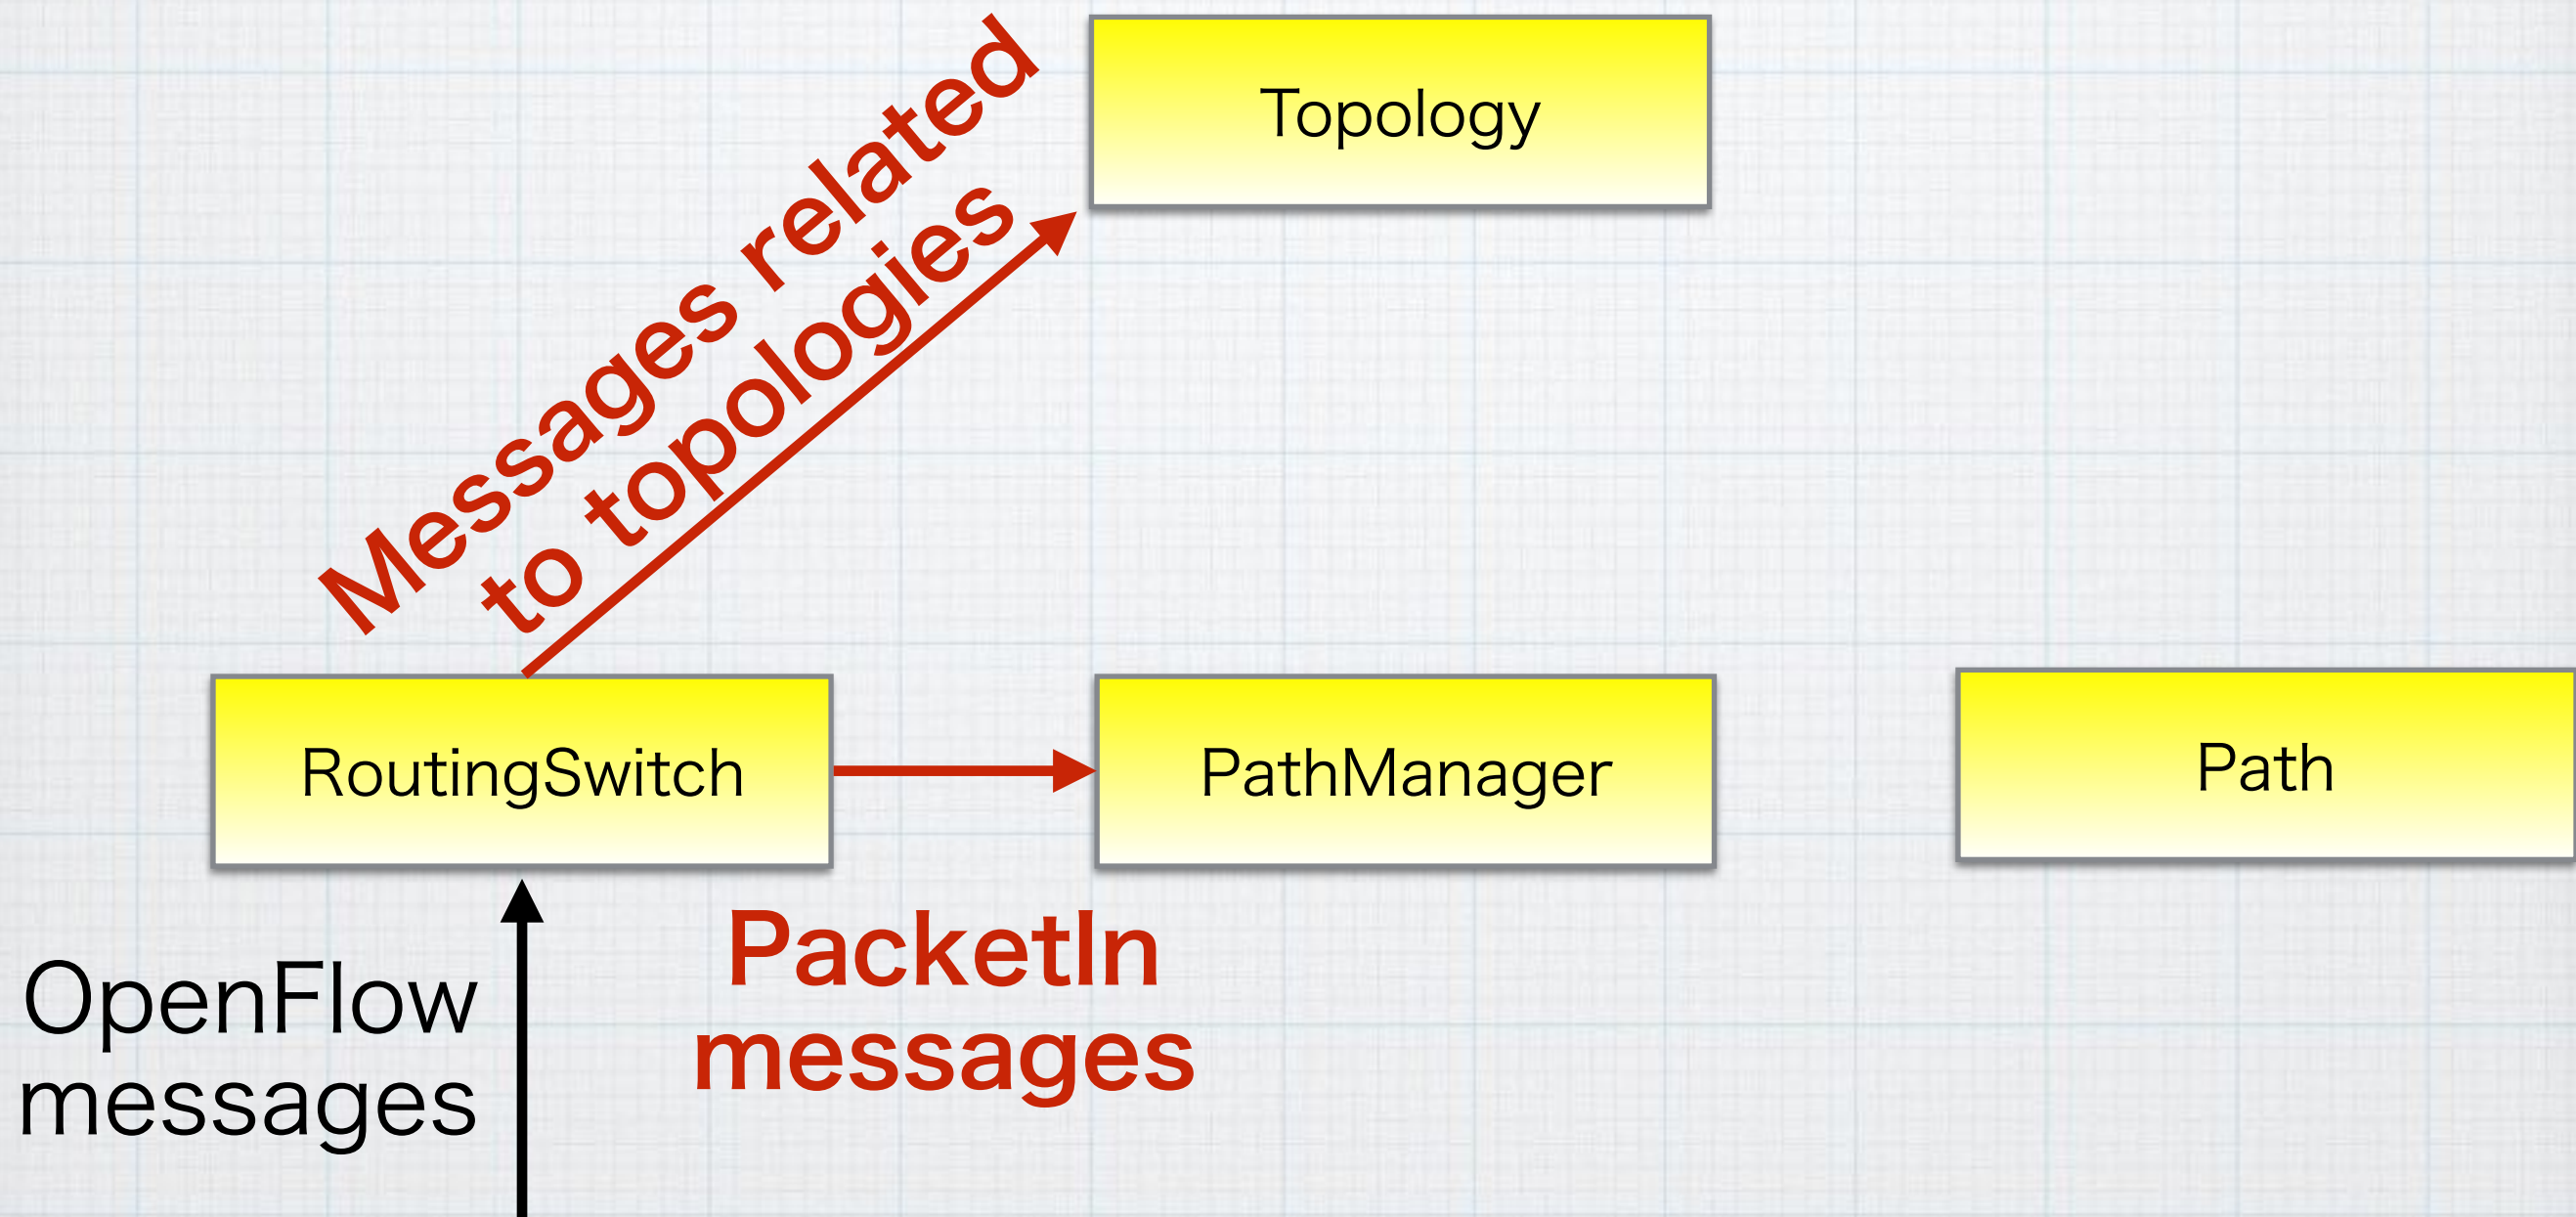 Topology
Messages related
to topologies
RoutingSwitch
PathManager
Path
PacketIn
messages
OpenFlow
messages